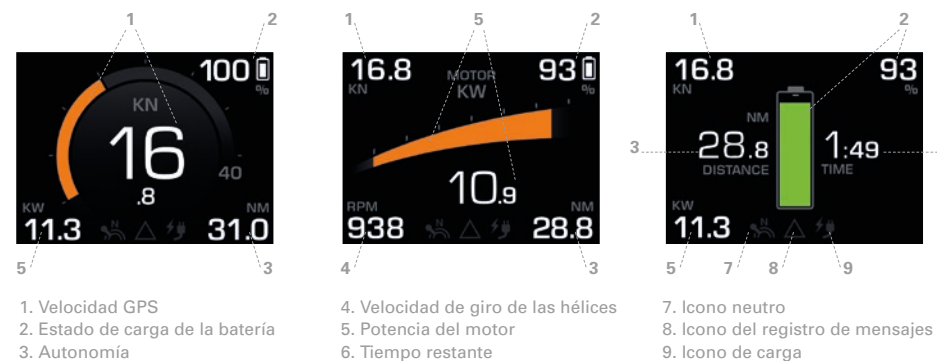 1 2 1 5 2 1 2
100 %
KN
16.8
40
KW
11.3
N
NM
31.0
5 3
16.8
KN
MOTOR
KW
93 %
10.9
RPM
938
N
NM
28.8
4 3
16.8
KN
93 %
3
NM
28.8
DISTANCE
1:49
TIME
KW
11.3
N
5 7 8 9
1. Velocidad GPS
2. Estado de carga de la batería
3. Autonomía
4. Velocidad de giro de las hélices
5. Potencia del motor
6. Tiempo restante
7. Icono neutro
8. Icono del registro de mensajes
9. Icono de carga